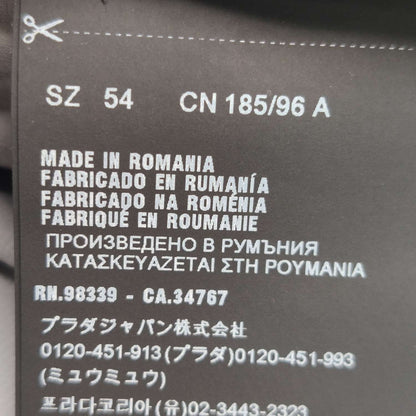 SZ 54 CN 185/96 A
MADE IN ROMANIA
FABRICADO EN RUMANÍA
FABRICADO NA ROMÉNIA
FABRIQUÉ EN ROUMANIE
ПРОИЗВЕДЕНО В РУМЪНИЯ
ΚΑΤΑΣΚΕΥΑΖΕΤΑΙ ΣΤΗ ΡΟΥΜΑΝΙΑ
RN.98339 - CA.34767
プラダジャパン株式会社
0120-451-913(プラダ)0120-451-993
(ミュウミュウ)
프라다코리아(유)02-3443-2323